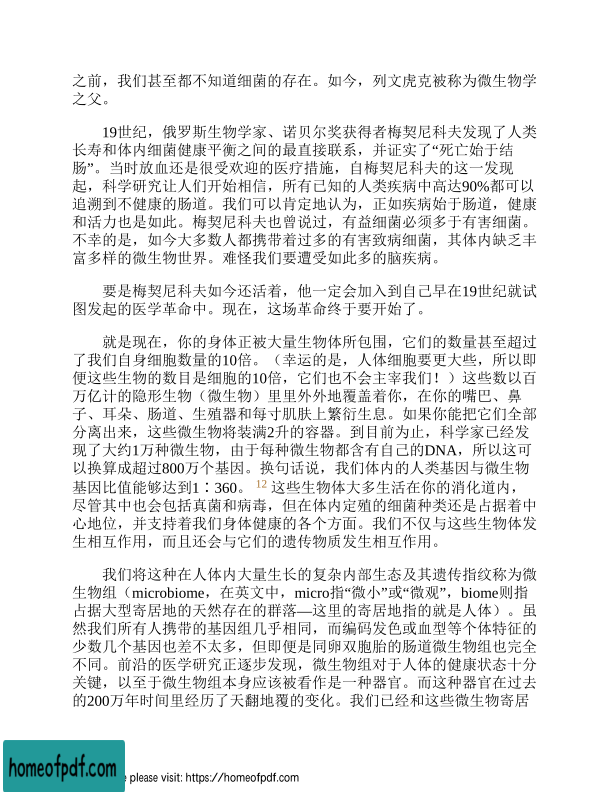 之前，我们甚至都不知道细菌的存在。如今，列文虎克被称为微生物学
之父。
19世纪，俄罗斯生物学家、诺贝尔奖获得者梅契尼科夫发现了人类
长寿和体内细菌健康平衡之间的最直接联系，并证实了“死亡始于结
肠”。当时放血还是很受欢迎的医疗措施，自梅契尼科夫的这一发现
起，科学研究让人们开始相信，所有已知的人类疾病中高达90%都可以
追溯到不健康的肠道。我们可以肯定地认为，正如疾病始于肠道，健康
和活力也是如此。梅契尼科夫也曾说过，有益细菌必须多于有害细菌。
不幸的是，如今大多数人都携带着过多的有害致病细菌，其体内缺乏丰
富多样的微生物世界。难怪我们要遭受如此多的脑疾病。
要是梅契尼科夫如今还活着，他一定会加入到自己早在19世纪就试
图发起的医学革命中。现在，这场革命终于要开始了。
就是现在，你的身体正被大量生物体所包围，它们的数量甚至超过
了我们自身细胞数量的10倍。（幸运的是，人体细胞要更大些，所以即
便这些生物的数目是细胞的10倍，它们也不会主宰我们！）这些数以百
万亿计的隐形生物（微生物）里里外外地覆盖着你，在你的嘴巴、鼻
子、耳朵、肠道、生殖器和每寸肌肤上繁衍生息。如果你能把它们全部
分离出来，这些微生物将装满2升的容器。到目前为止，科学家已经发
现了大约1万种微生物，由于每种微生物都含有自己的DNA，所以这可
以换算成超过800万个基因。换句话说，我们体内的人类基因与微生物
基因比值能够达到1∶360。 12 这些生物体大多生活在你的消化道内，
尽管其中也会包括真菌和病毒，但在体内定殖的细菌种类还是占据着中
心地位，并支持着我们身体健康的各个方面。我们不仅与这些生物体发
生相互作用，而且还会与它们的遗传物质发生相互作用。
我们将这种在人体内大量生长的复杂内部生态及其遗传指纹称为微
生物组（microbiome，在英文中，micro指“微小”或“微观”，biome则指
占据大型寄居地的天然存在的群落—这里的寄居地指的就是人体）。虽
然我们所有人携带的基因组几乎相同，而编码发色或血型等个体特征的
少数几个基因也差不太多，但即便是同卵双胞胎的肠道微生物组也完全
不同。前沿的医学研究正逐步发现，微生物组对于人体的健康状态十分
关键，以至于微生物组本身应该被看作是一种器官。而这种器官在过去
的200万年时间里经历了天翻地覆的变化。我们已经和这些微生物寄居
homeofpdf.com
e please visit: https://homeofpdf.com